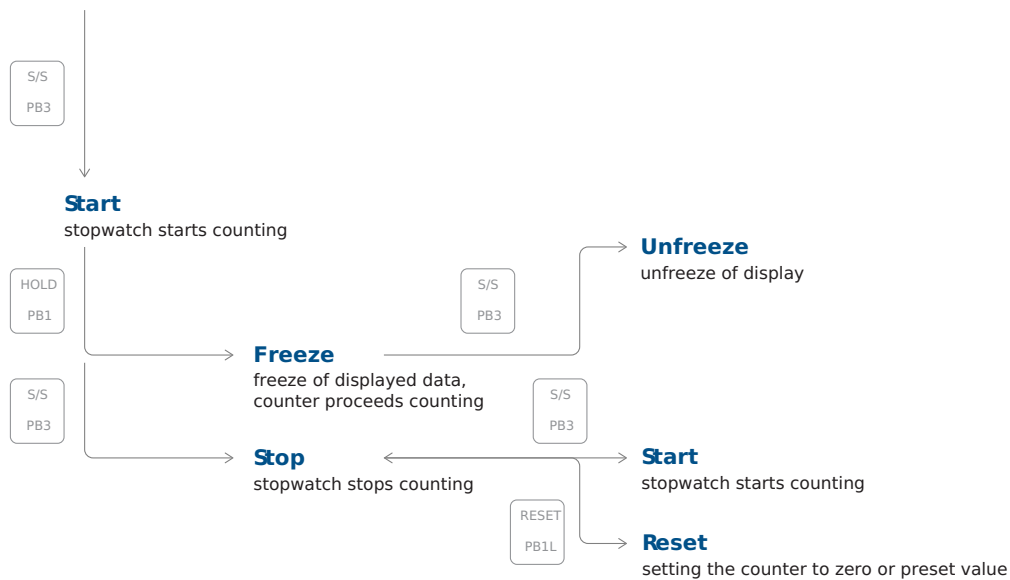 S/S
PB3
Start
stopwatch starts counting
Unfreeze
unfreeze of display
HOLD
PB1
S/S
PB3
Freeze
freeze of displayed data,
counter proceeds counting
S/S
PB3
S/S
PB3
Stop
stopwatch stops counting
Start
stopwatch starts counting
RESET
PB1L
Reset
setting the counter to zero or preset value